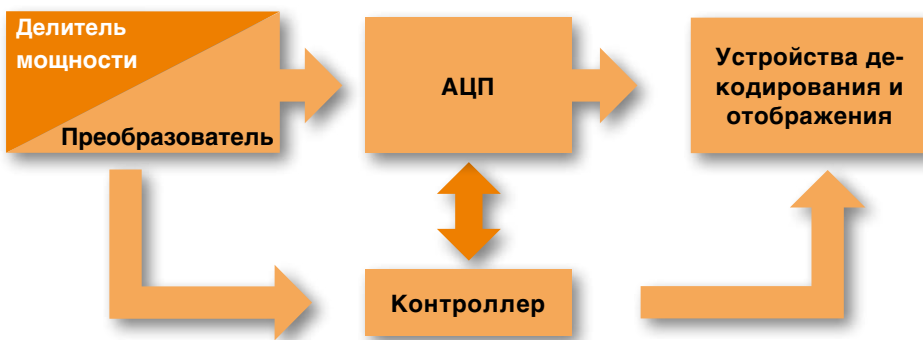 Делитель
мощности
Преобразователь
АЦП
Устройства де-
кодирования и
отображения
Контроллер